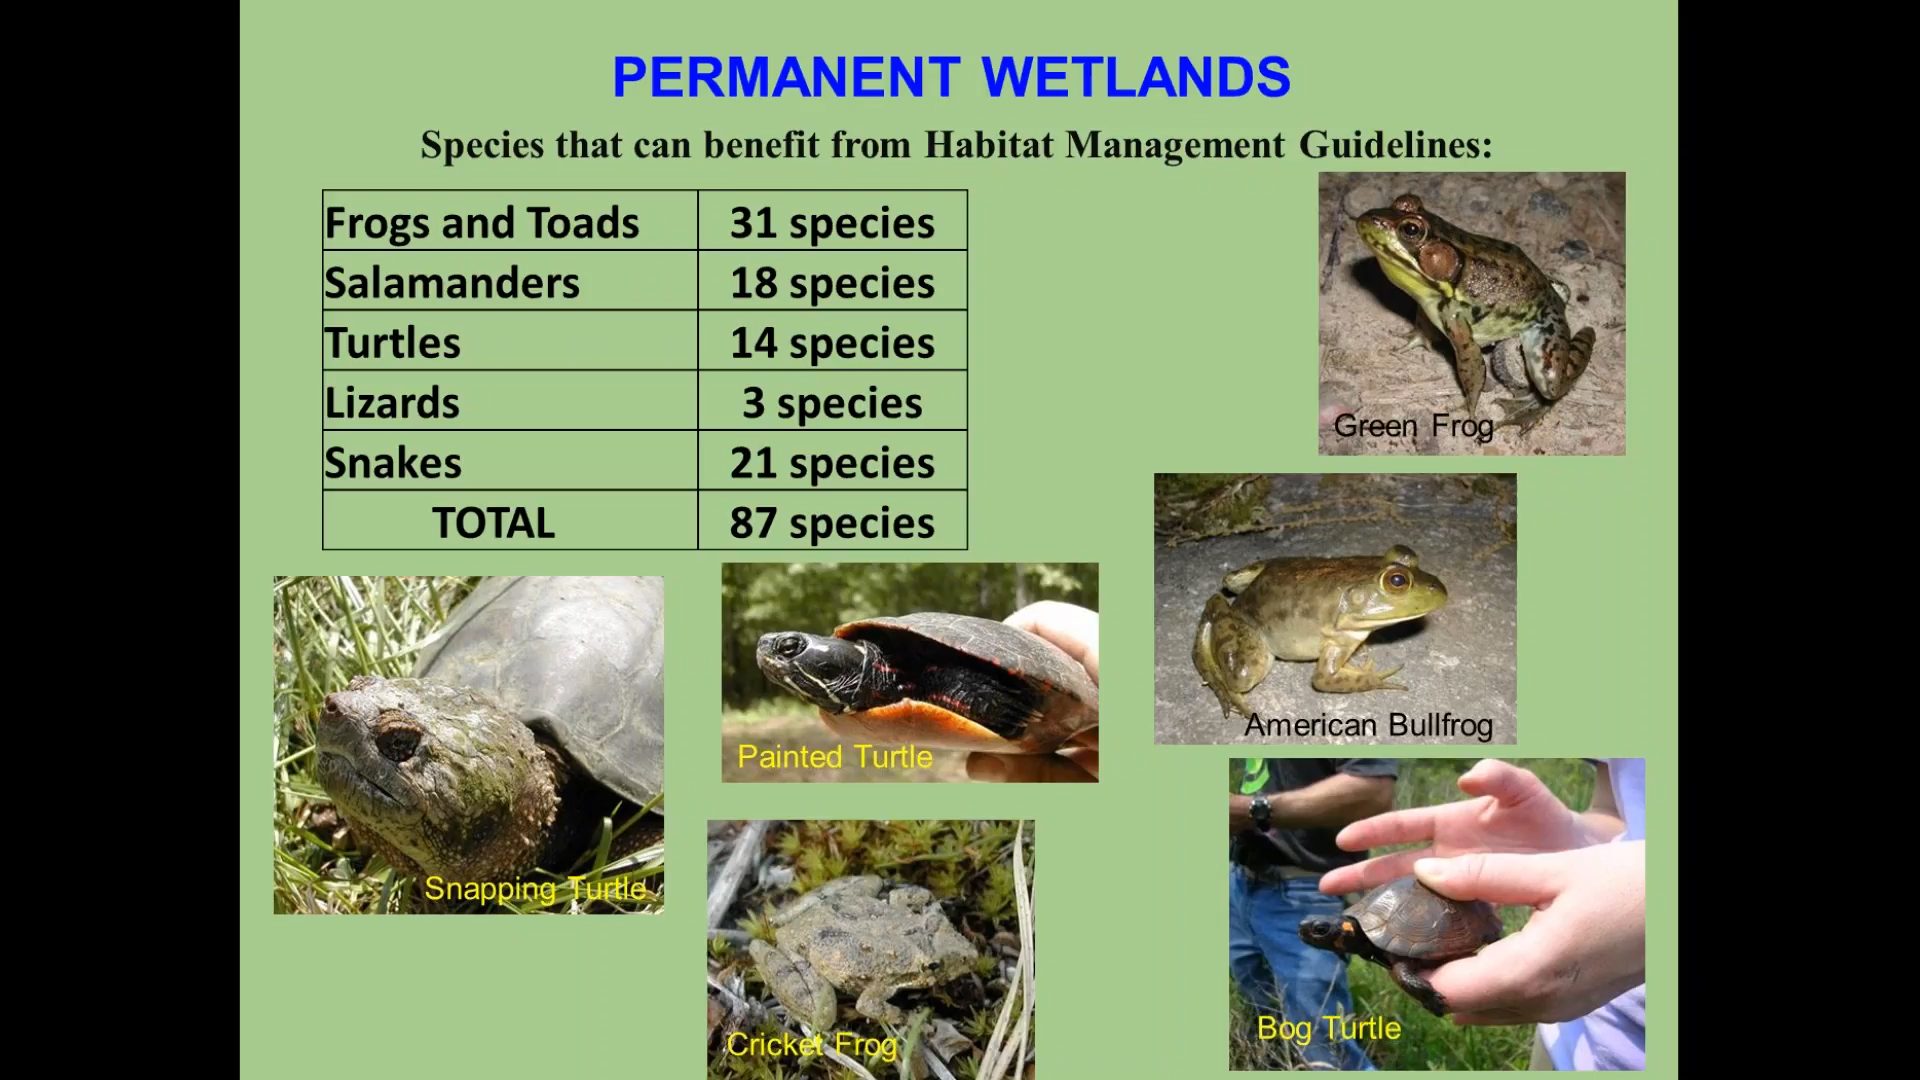 PERMANENT WETLANDS
Species that can benefit from Habitat Management Guidelines:
Frogs and Toads 31 species
Salamanders 18 species
Turtles 14 species
Lizards 3 species
Snakes 21 species
TOTAL 87 species
Green Frog
American Bullfrog
Painted Turtle
Snapping Turtle
Cricket Frog
Bog Turtle